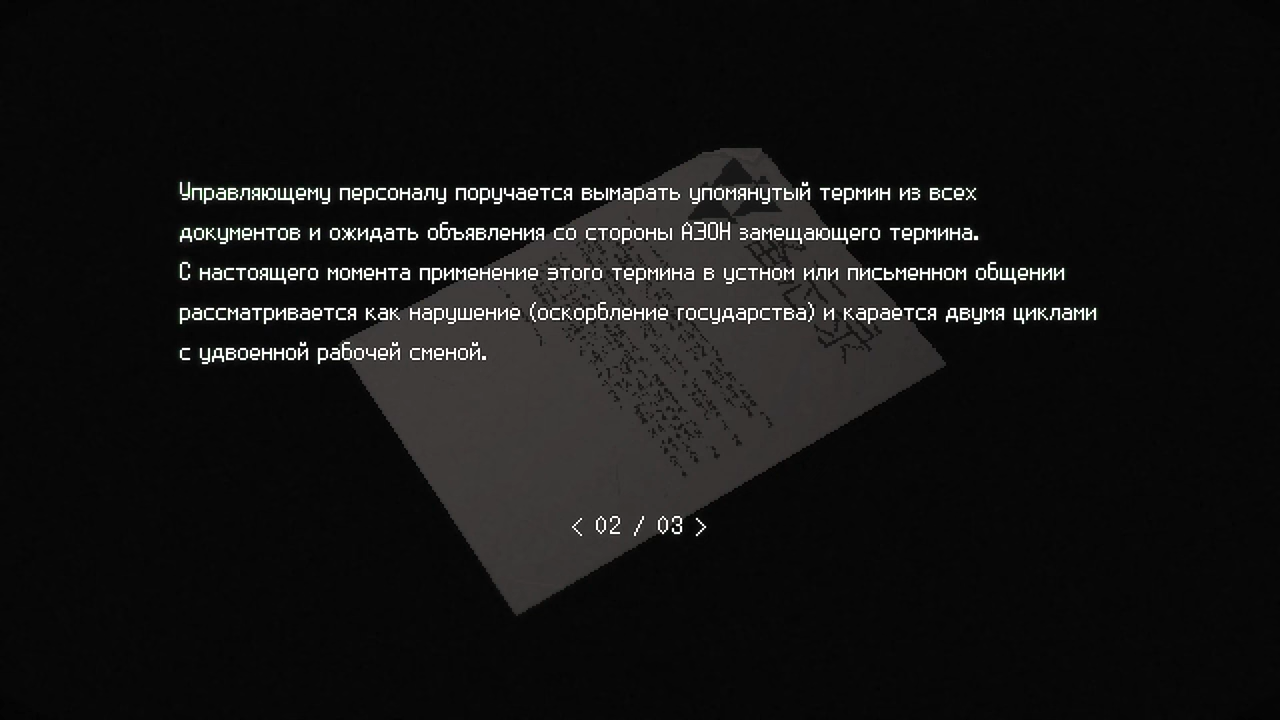 Управляющему персоналу поручается вымарать упомянутый термин из всех
документов и ожидать объявления со стороны АЭОН замещающего термина.
С настоящего момента применение этого термина в устном или письменном общении
рассматривается как нарушение (оскорбление государства) и карается двумя циклами
с удвоенной рабочей сменой.
< 02 / 03 >